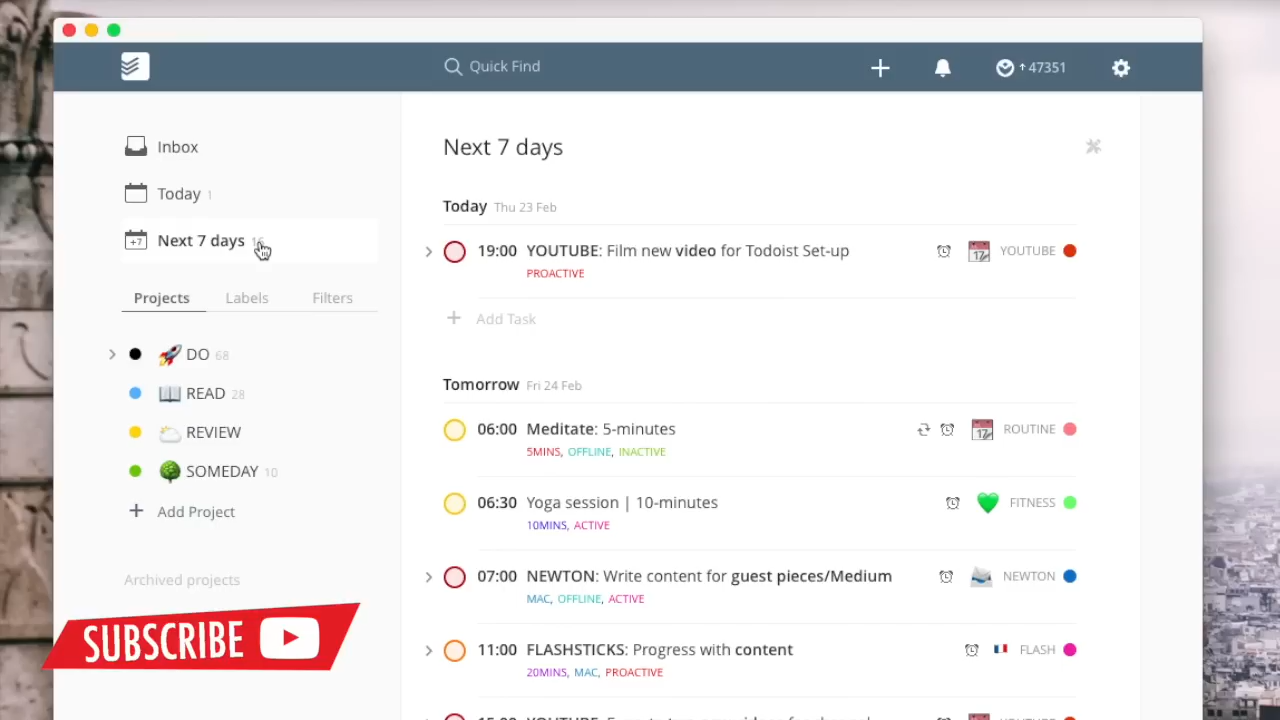 Quick Find
↑ 47351
Inbox
Today 1
+7 Next 7 days
Projects Labels Filters
DO 68
READ 28
REVIEW
SOMEDAY 10
Add Project
Archived projects
SUBSCRIBE
Next 7 days
Today Thu 23 Feb
19:00 YOUTUBE: Film new video for Todoist Set-up 17 YOUTUBE
PROACTIVE
+ Add Task
Tomorrow Fri 24 Feb
06:00 Meditate: 5-minutes 17 ROUTINE
5MINS, OFFLINE, INACTIVE
06:30 Yoga session | 10-minutes FITNESS
10MINS, ACTIVE
07:00 NEWTON: Write content for guest pieces/Medium NEWTON
MAC, OFFLINE, ACTIVE
11:00 FLASHSTICKS: Progress with content FLASH
20MINS, MAC, PROACTIVE